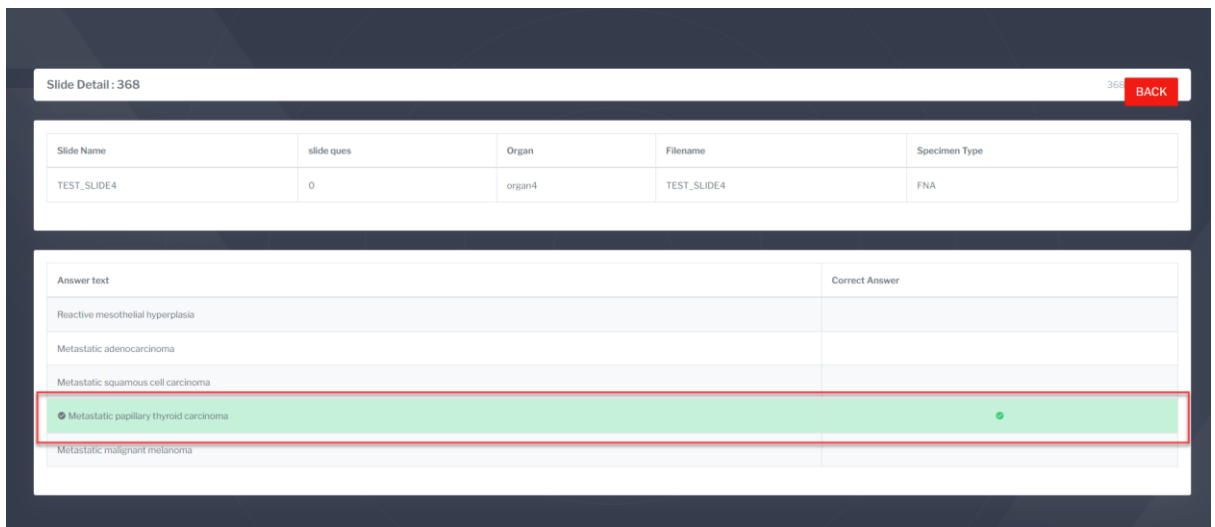 Slide Detail : 368 368 BACK
Slide Name slide ques Organ Filename Specimen Type
TEST_SLIDE4 0 organ4 TEST_SLIDE4 FNA
Answer text Correct Answer
Reactive mesothelial hyperplasia
Metastatic adenocarcinoma
Metastatic squamous cell carcinoma
Metastatic papillary thyroid carcinoma
Metastatic malignant melanoma